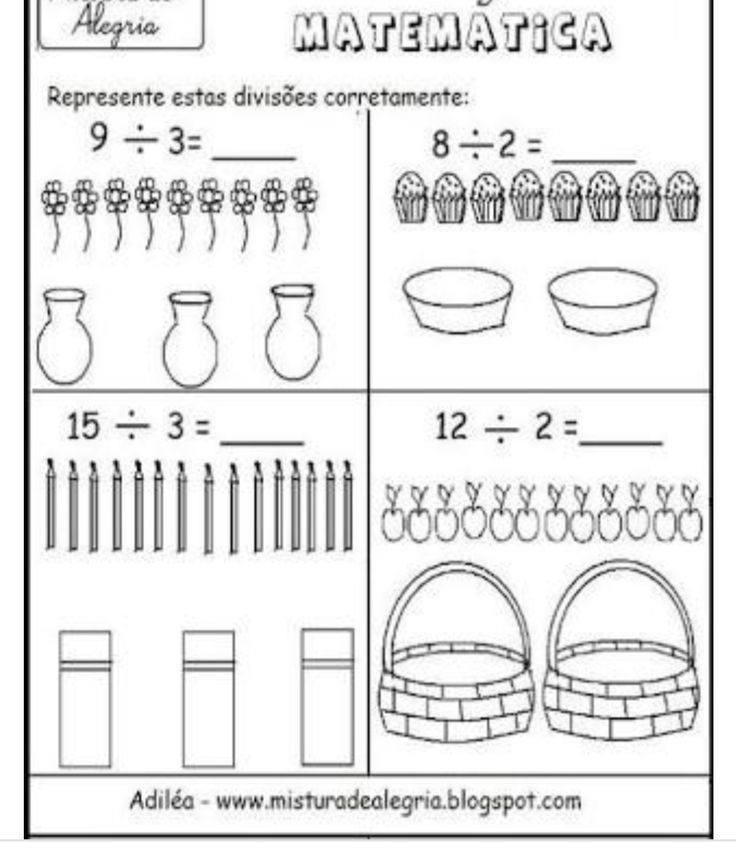 Alegria
MATEMÁTICA
Represente estas divisões corretamente:
9 ÷ 3= _____
8 ÷ 2 = _____
15 ÷ 3 = _____
12 ÷ 2 =_____
Adiléa - www.misturadealegria.blogspot.com